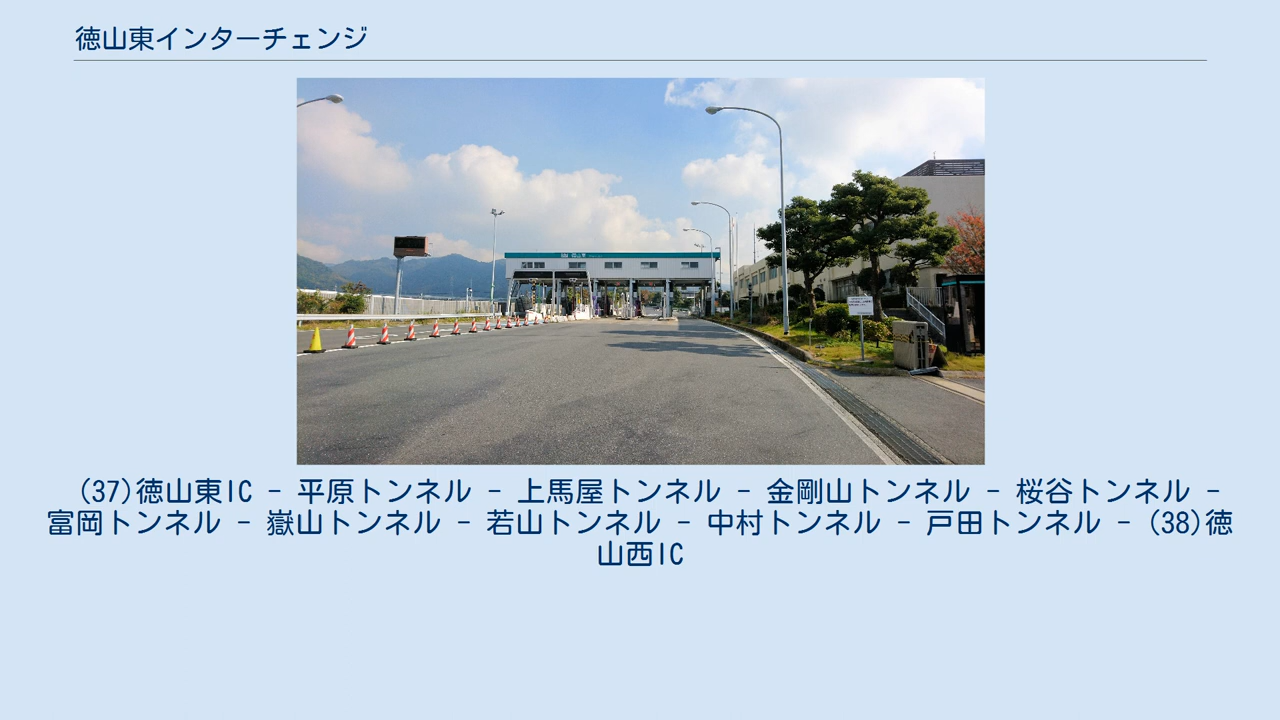 徳山東インターチェンジ
(37)徳山東IC - 平原トンネル - 上馬屋トンネル - 金剛山トンネル - 桜谷トンネル -
富岡トンネル - 嶽山トンネル - 若山トンネル - 中村トンネル - 戸田トンネル - (38)徳
山西IC